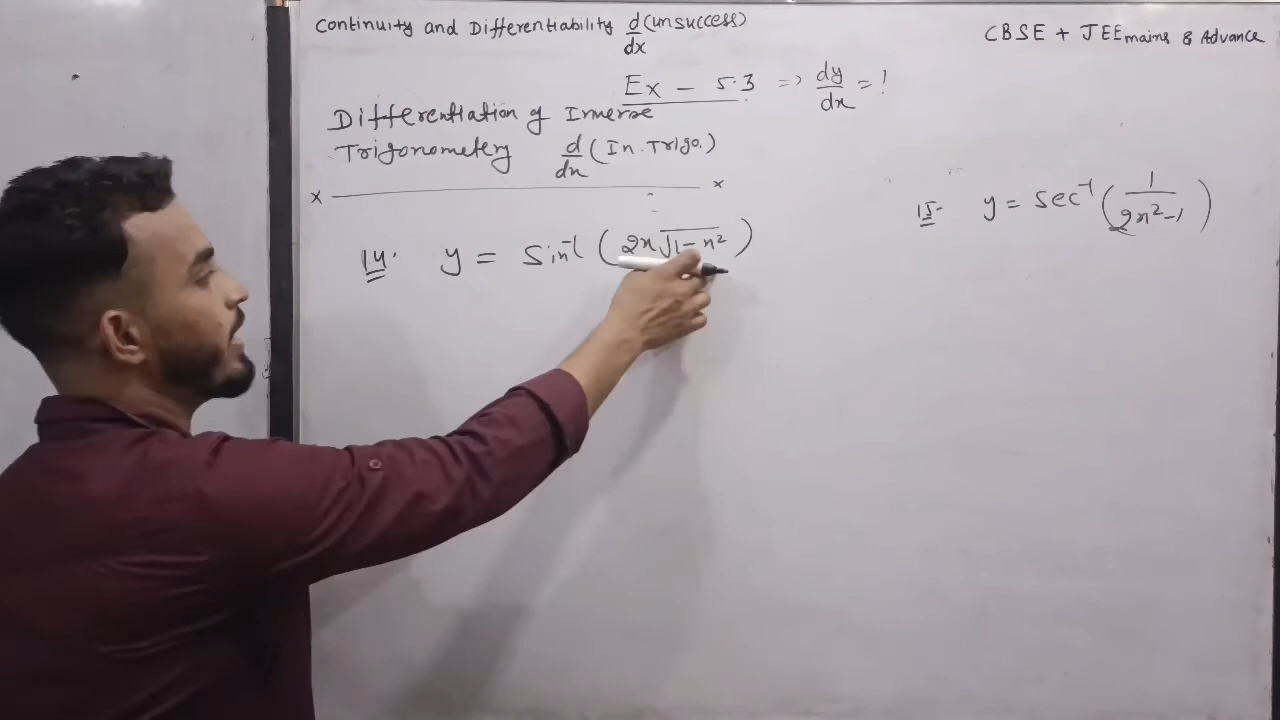 Continuity and Differentiability d/dx (unsuccess)
CBSE + JEE mains & Advance
Ex - 5.3 => dy/dx = !
Differentiation of Inverse
Trigonometery d/dx (In. Trigo.)
x x
14. y = Sin⁻¹ (2x√1-x²)
15. y = Sec⁻¹ (1/2x²-1)